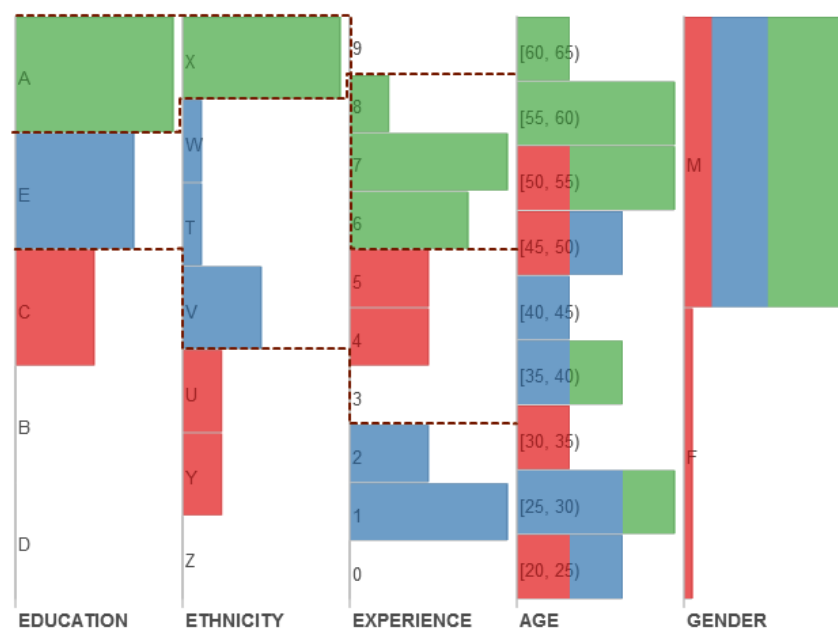 A
E
C
B
D
EDUCATION
X
W
T
V
U
Y
Z
ETHNICITY
9
8
7
6
5
4
3
2
1
0
EXPERIENCE
[60, 65)
[55, 60)
[50, 55)
[45, 50)
[40, 45)
[35, 40)
[30, 35)
[25, 30)
[20, 25)
AGE
M
F
GENDER